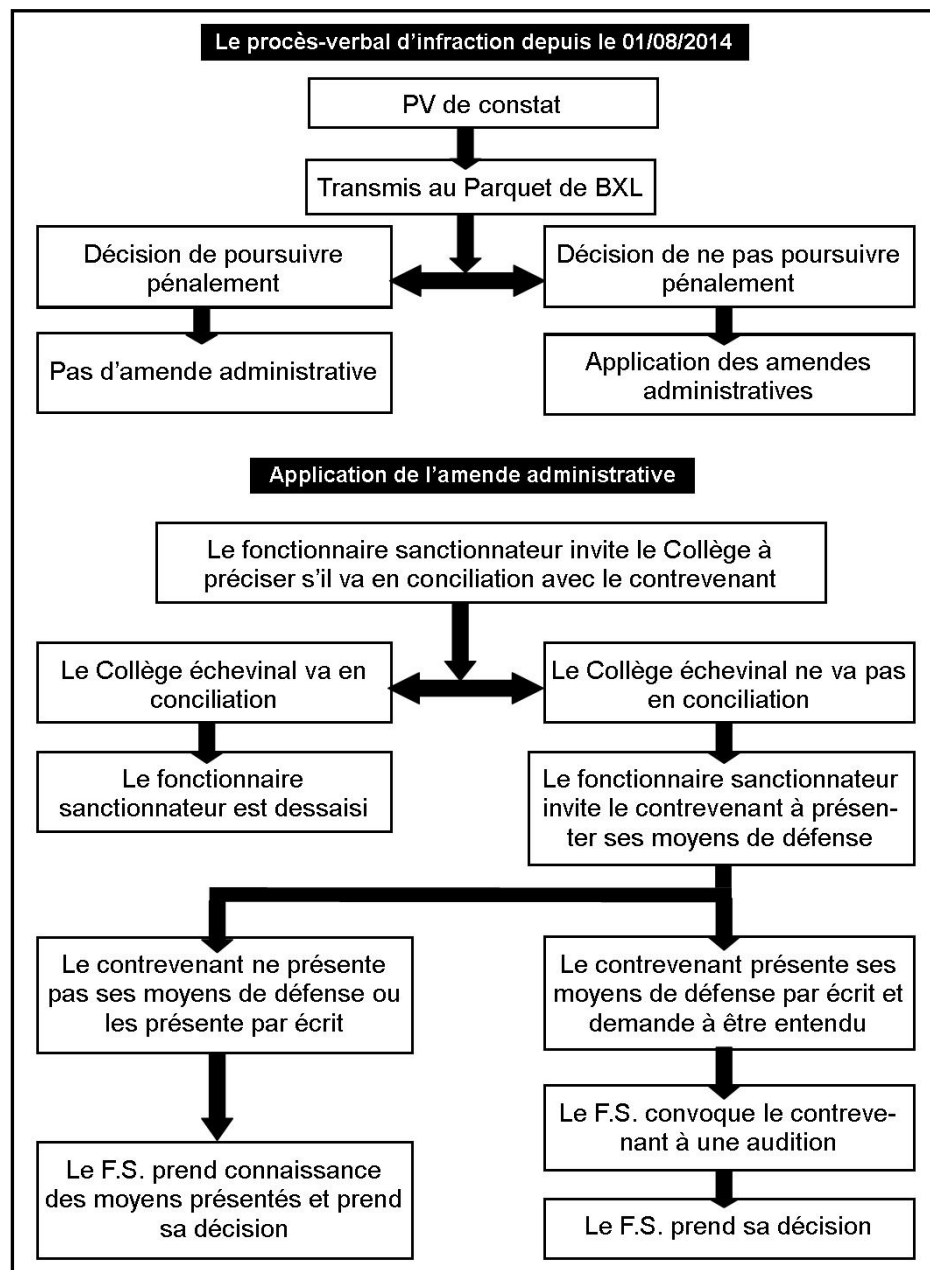 Le procès-verbal d'infraction depuis le 01/08/2014
PV de constat
Transmis au Parquet de BXL
Décision de poursuivre
pénalement
Décision de ne pas poursuivre
pénalement
Pas d'amende administrative
Application des amendes
administratives
Application de l'amende administrative
Le fonctionnaire sanctionnateur invite le Collège à
préciser s'il va en conciliation avec le contrevenant
Le Collège échevinal va en
conciliation
Le Collège échevinal ne va pas
en conciliation
Le fonctionnaire
sanctionnateur est dessaisi
Le fonctionnaire sanctionnateur
invite le contrevenant à présen-
ter ses moyens de défense
Le contrevenant ne présente
pas ses moyens de défense ou
les présente par écrit
Le contrevenant présente ses
moyens de défense par écrit et
demande à être entendu
Le F.S. convoque le contreve-
nant à une audition
Le F.S. prend connaissance
des moyens présentés et prend
sa décision
Le F.S. prend sa décision